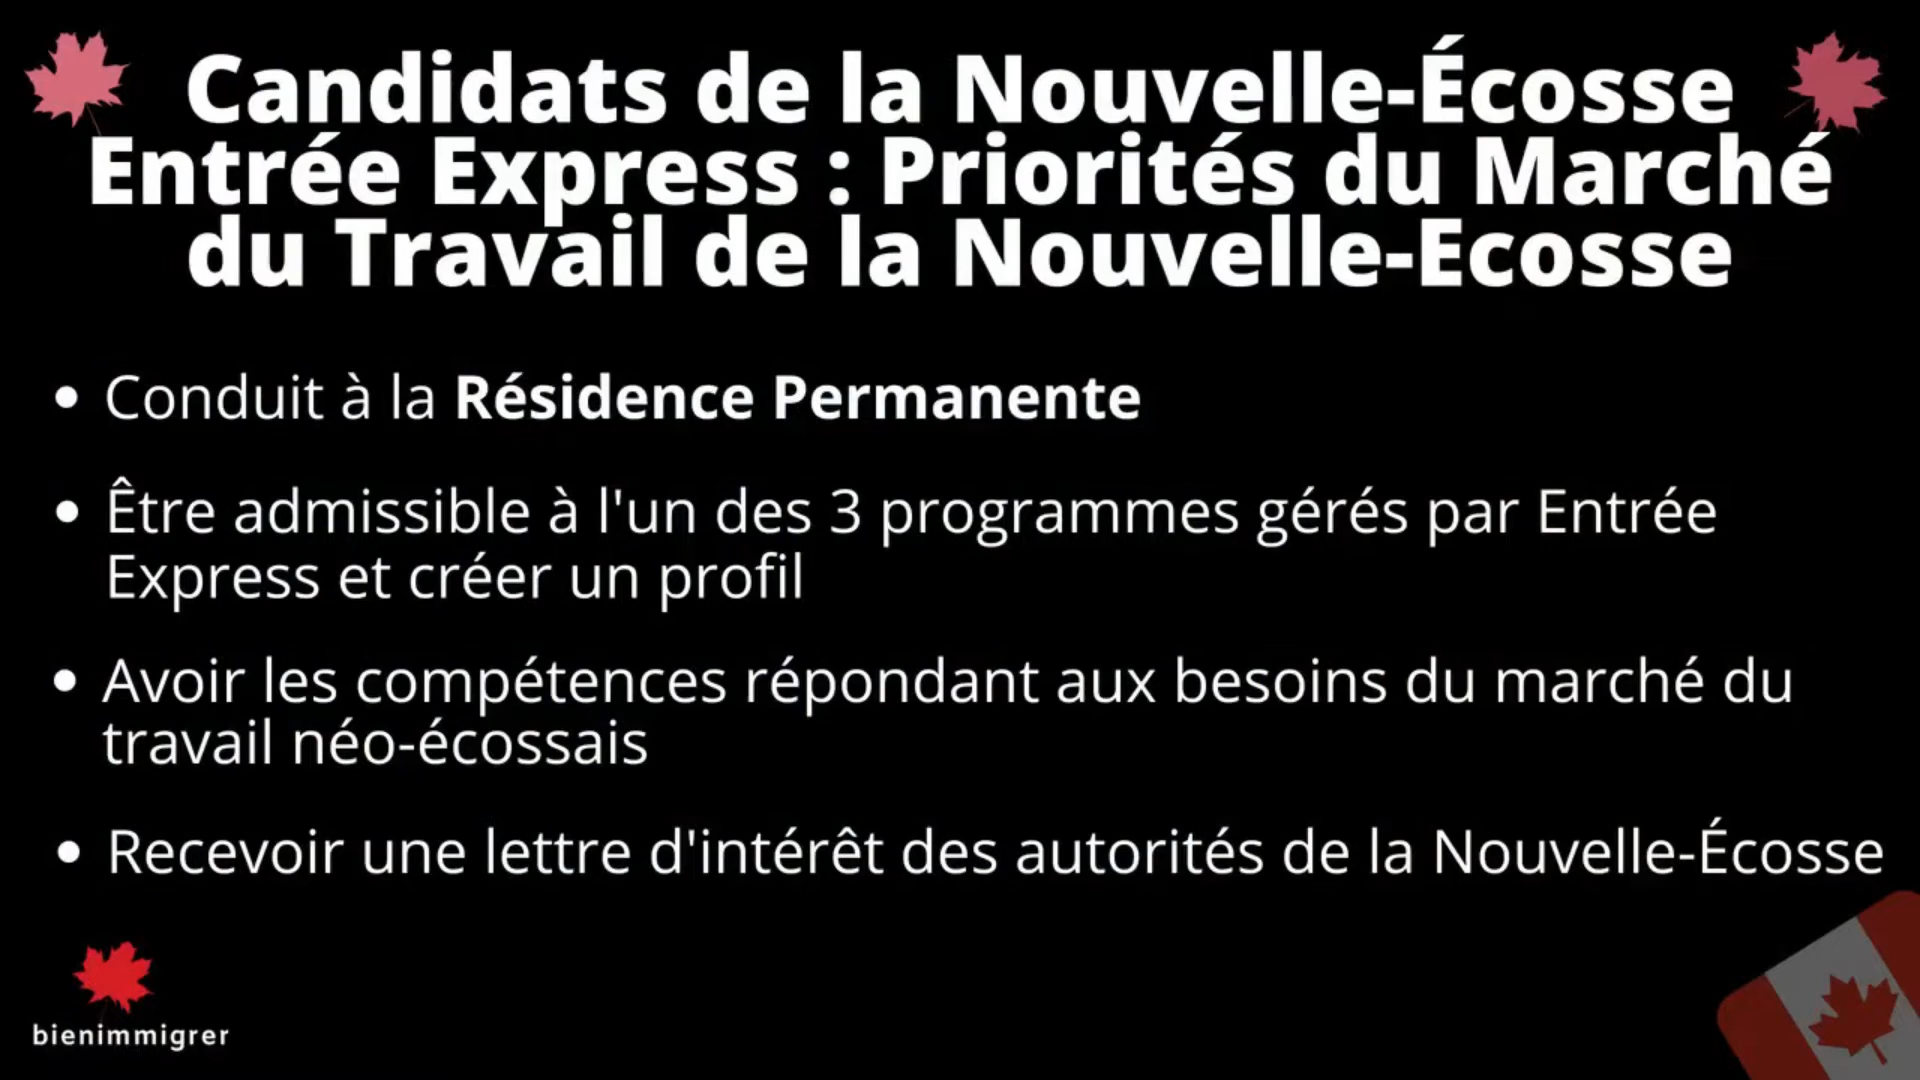 Candidats de la Nouvelle-Écosse
Entrée Express : Priorités du Marché
du Travail de la Nouvelle-Ecosse
• Conduit à la Résidence Permanente
• Être admissible à l'un des 3 programmes gérés par Entrée
Express et créer un profil
• Avoir les compétences répondant aux besoins du marché du
travail néo-écossais
• Recevoir une lettre d'intérêt des autorités de la Nouvelle-Écosse
bienimmigrer